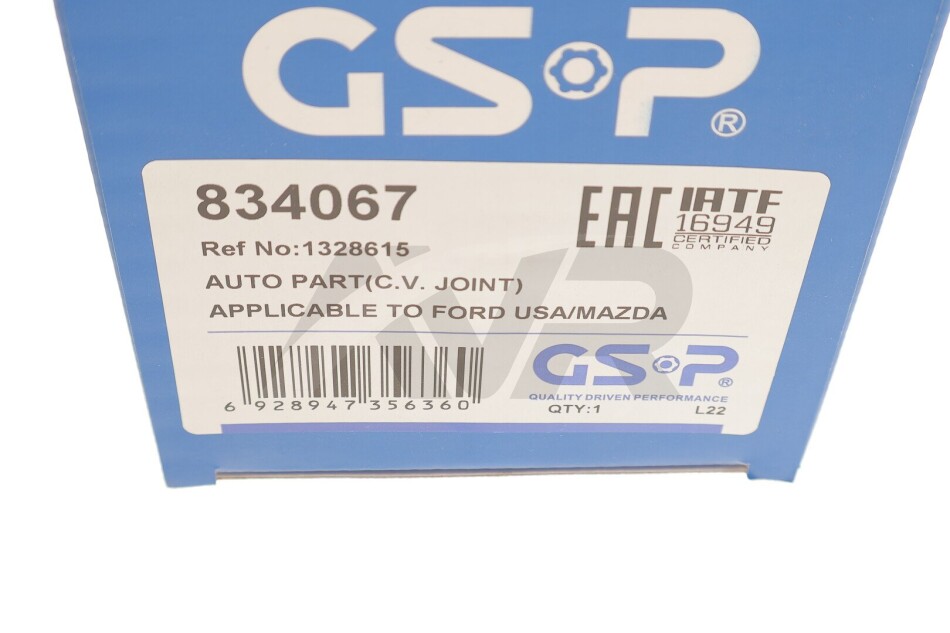 GS·P®
834067
Ref No:1328615
AUTO PART(C.V. JOINT)
APPLICABLE TO FORD USA/MAZDA
EAC
IATF
16949
CERTIFIED
COMPANY
6 928947 356360
GS·P®
QUALITY DRIVEN PERFORMANCE
QTY:1 L22
VR